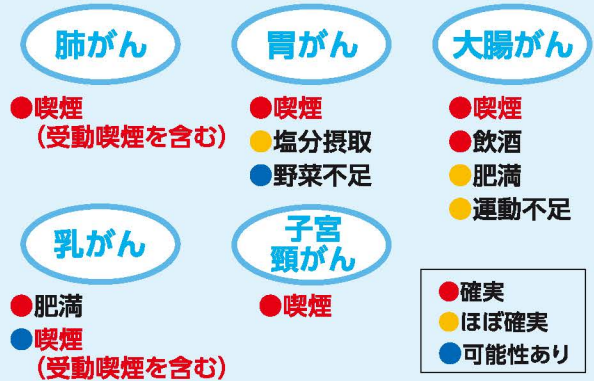 肺がん
●喫煙
(受動喫煙を含む)
胃がん
●喫煙
●塩分摂取
●野菜不足
大腸がん
●喫煙
●飲酒
●肥満
●運動不足
乳がん
●肥満
●喫煙
(受動喫煙を含む)
子宮
頸がん
●喫煙
●確実
●ほぼ確実
●可能性あり